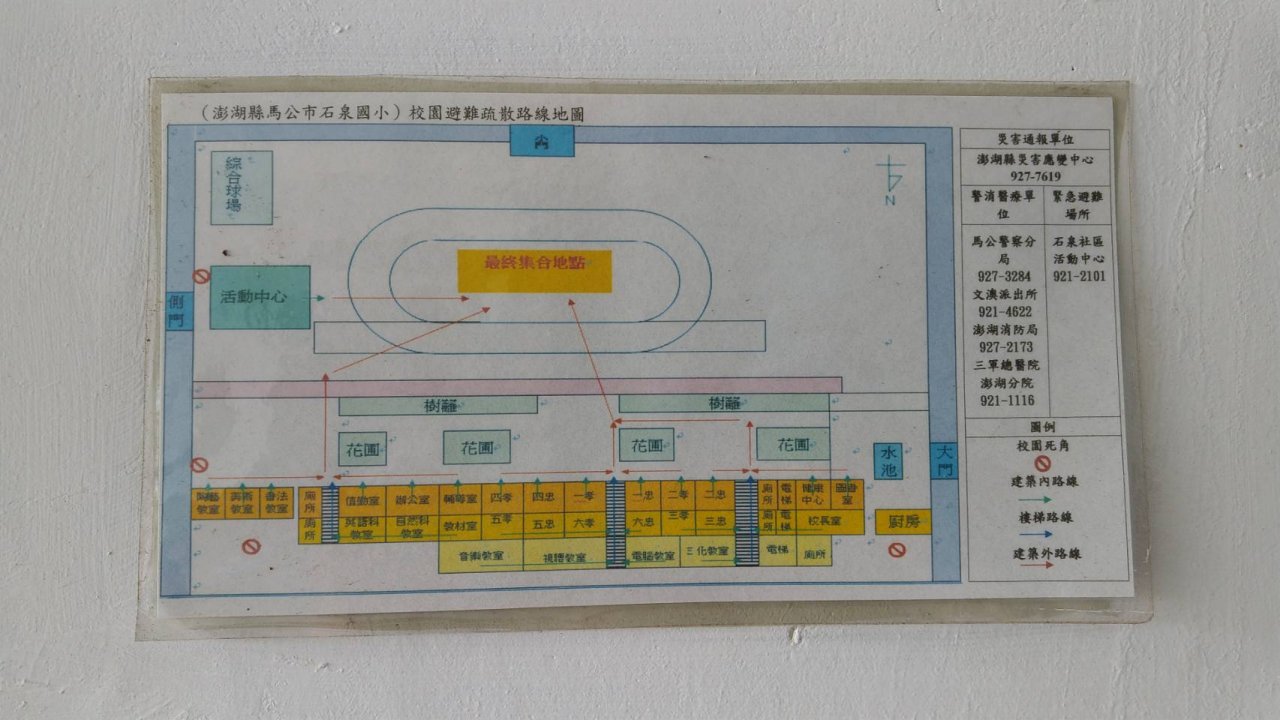 (澎湖縣馬公市石泉國小)校園避難疏散路線地圖
綜合球場
N
最終集合地點
活動中心
側門
樹籬
樹籬
花圃
花圃
花圃
花圃
水池
大門
教室
教室
書法教室
廁所
值勤室
辦公室
輔導室
四孝
四忠
一孝
一忠
二孝
二忠
廁所
電梯
健康中心
圖書室
廁所
英語科教室
自然科教室
教材室
五孝
五忠
六孝
六忠
三孝
三忠
廁所
電梯
校長室
廚房
音樂教室
視聽教室
電腦教室
三化教室
電梯
廁所
災害通報單位
澎湖縣災害應變中心
927-7619
警消醫療單
位
緊急避難
場所
馬公警察分
局
927-3284
文澳派出所
921-4622
澎湖消防局
927-2173
三軍總醫院
澎湖分院
921-1116
石泉社區
活動中心
921-2101
圖例
校園死角
建築內路線
樓梯路線
建築外路線